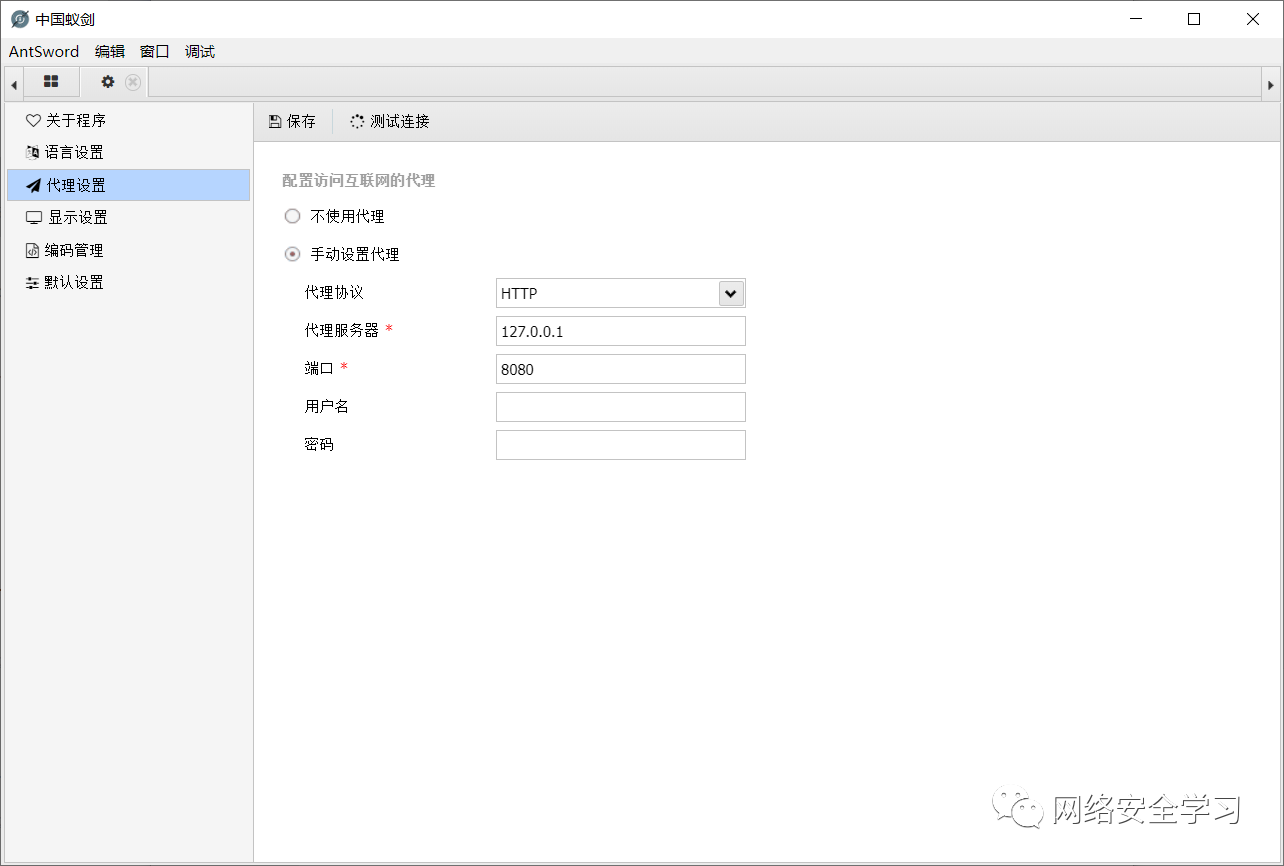 中国蚁剑
AntSword 编辑 窗口 调试
关于程序
语言设置
代理设置
显示设置
编码管理
默认设置
保存 测试连接
配置访问互联网的代理
不使用代理
手动设置代理
代理协议 HTTP
代理服务器 * 127.0.0.1
端口 * 8080
用户名
密码
网络安全学习